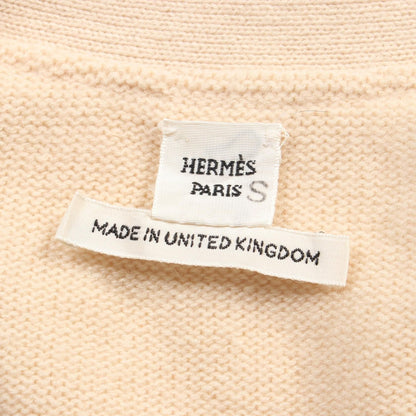 HERMÈS
PARIS S
MADE IN UNITED KINGDOM